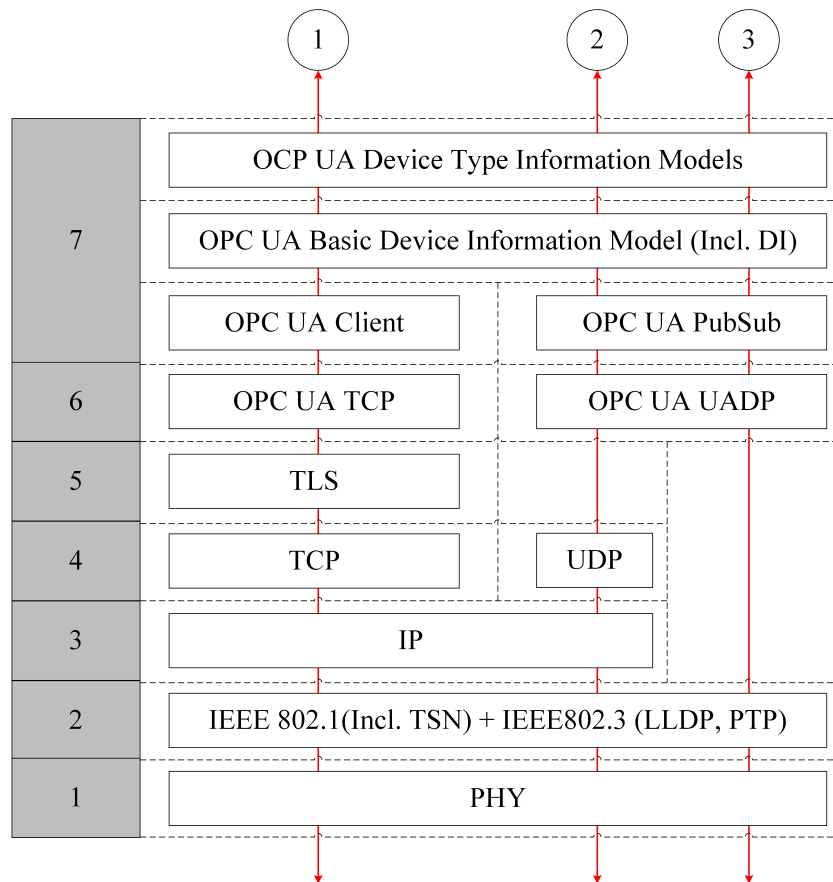 1
2
3
OCP UA Device Type Information Models
7
OPC UA Basic Device Information Model (Incl. DI)
OPC UA Client
OPC UA PubSub
6
OPC UA TCP
OPC UA UADP
5
TLS
4
TCP
UDP
3
IP
2
IEEE 802.1(Incl. TSN) + IEEE802.3 (LLDP, PTP)
1
PHY